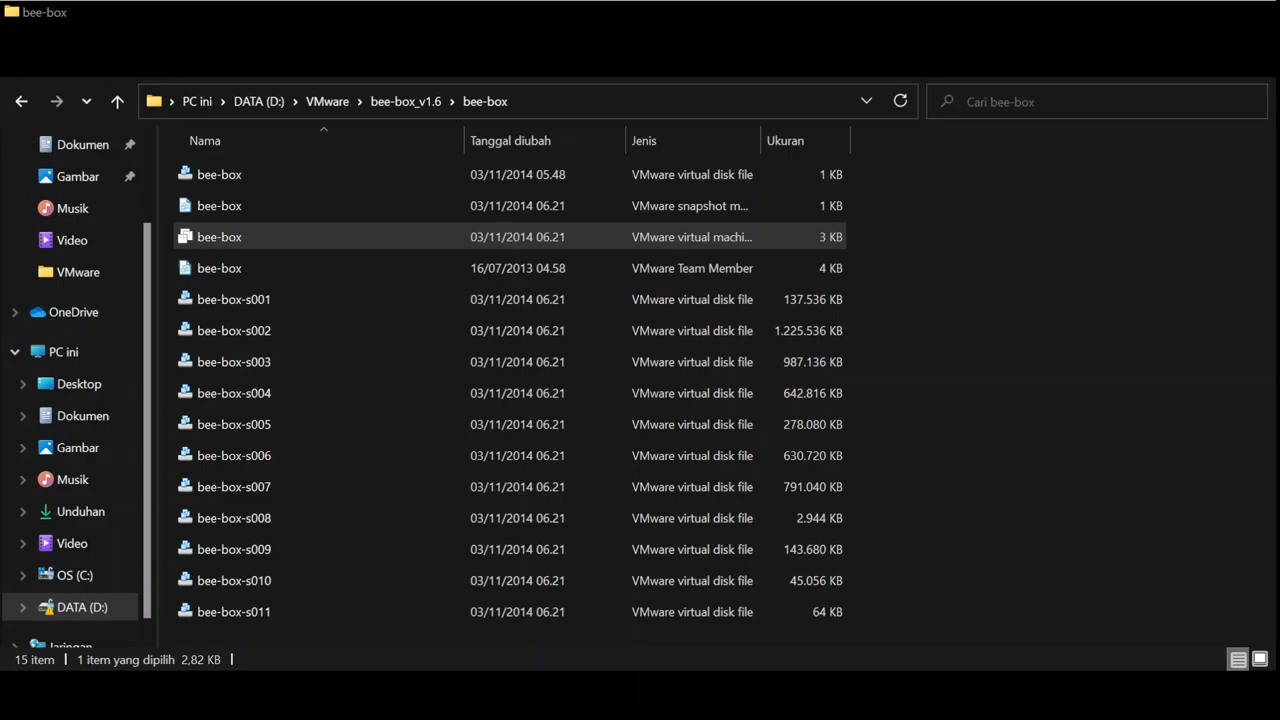 bee-box
PC ini DATA (D:) VMware bee-box_v1.6 bee-box
Cari bee-box
Dokumen
Gambar
Musik
Video
VMware
OneDrive
PC ini
Desktop
Dokumen
Gambar
Musik
Unduhan
Video
OS (C:)
DATA (D:)
Jaringan
Nama Tanggal diubah Jenis Ukuran
bee-box 03/11/2014 05.48 VMware virtual disk file 1 KB
bee-box 03/11/2014 06.21 VMware snapshot m... 1 KB
bee-box 03/11/2014 06.21 VMware virtual machi... 3 KB
bee-box 16/07/2013 04.58 VMware Team Member 4 KB
bee-box-s001 03/11/2014 06.21 VMware virtual disk file 137.536 KB
bee-box-s002 03/11/2014 06.21 VMware virtual disk file 1.225.536 KB
bee-box-s003 03/11/2014 06.21 VMware virtual disk file 987.136 KB
bee-box-s004 03/11/2014 06.21 VMware virtual disk file 642.816 KB
bee-box-s005 03/11/2014 06.21 VMware virtual disk file 278.080 KB
bee-box-s006 03/11/2014 06.21 VMware virtual disk file 630.720 KB
bee-box-s007 03/11/2014 06.21 VMware virtual disk file 791.040 KB
bee-box-s008 03/11/2014 06.21 VMware virtual disk file 2.944 KB
bee-box-s009 03/11/2014 06.21 VMware virtual disk file 143.680 KB
bee-box-s010 03/11/2014 06.21 VMware virtual disk file 45.056 KB
bee-box-s011 03/11/2014 06.21 VMware virtual disk file 64 KB
15 item 1 item yang dipilih 2,82 KB